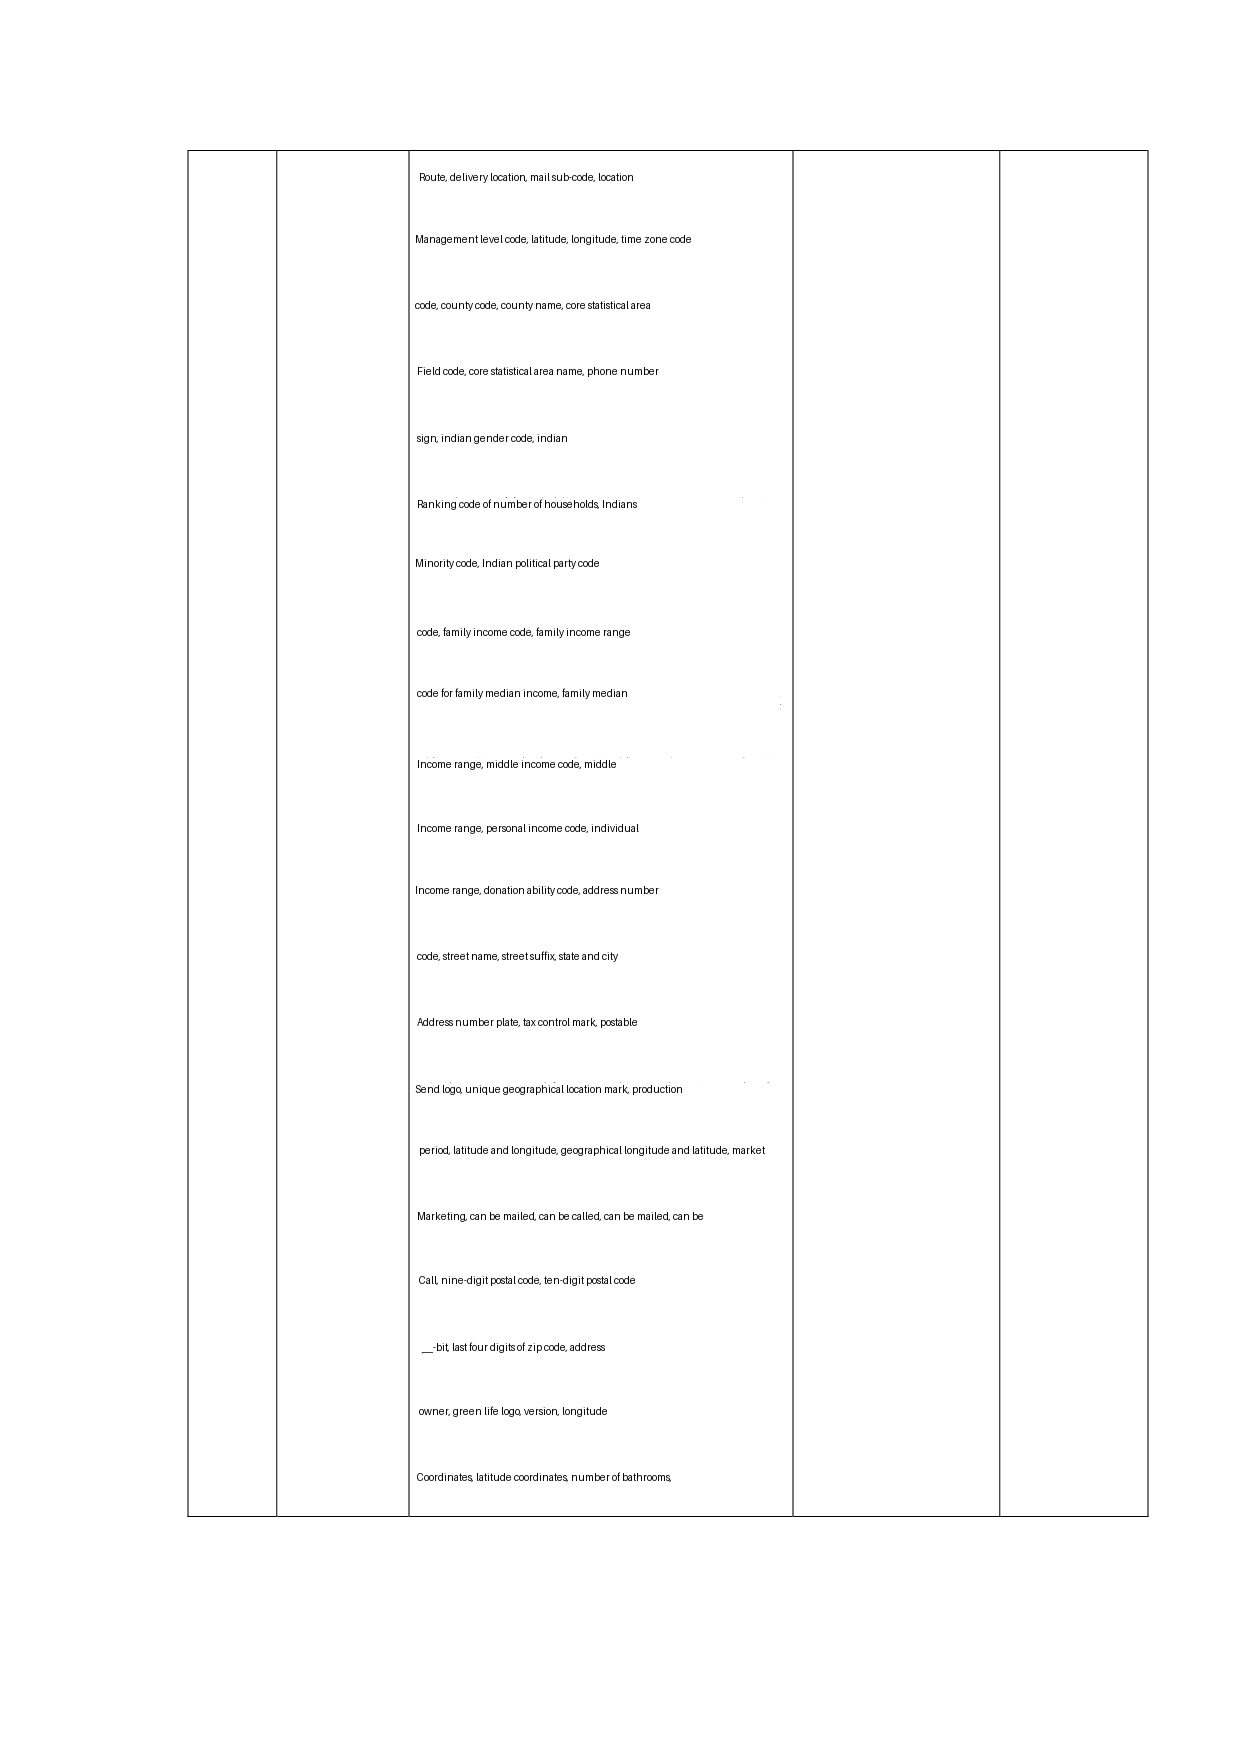 Route, delivery location, mail sub-code, location
Management level code, latitude, longitude, time zone code
code, county code, county name, core statistical area
Field code, core statistical area name, phone number
sign, indian gender code, indian
Ranking code of number of households, Indians
Minority code, Indian political party code
code, family income code, family income range
code for family median income, family median
Income range, middle income code, middle
Income range, personal income code, individual
Income range, donation ability code, address number
code, street name, street suffix, state and city
Address number plate, tax control mark, postable
Send logo, unique geographical location mark, production
period, latitude and longitude, geographical longitude and latitude, market
Marketing, can be mailed, can be called, can be mailed, can be
Call, nine-digit postal code, ten-digit postal code
__-bit, last four digits of zip code, address
owner, green life logo, version, longitude
Coordinates, latitude coordinates, number of bathrooms,